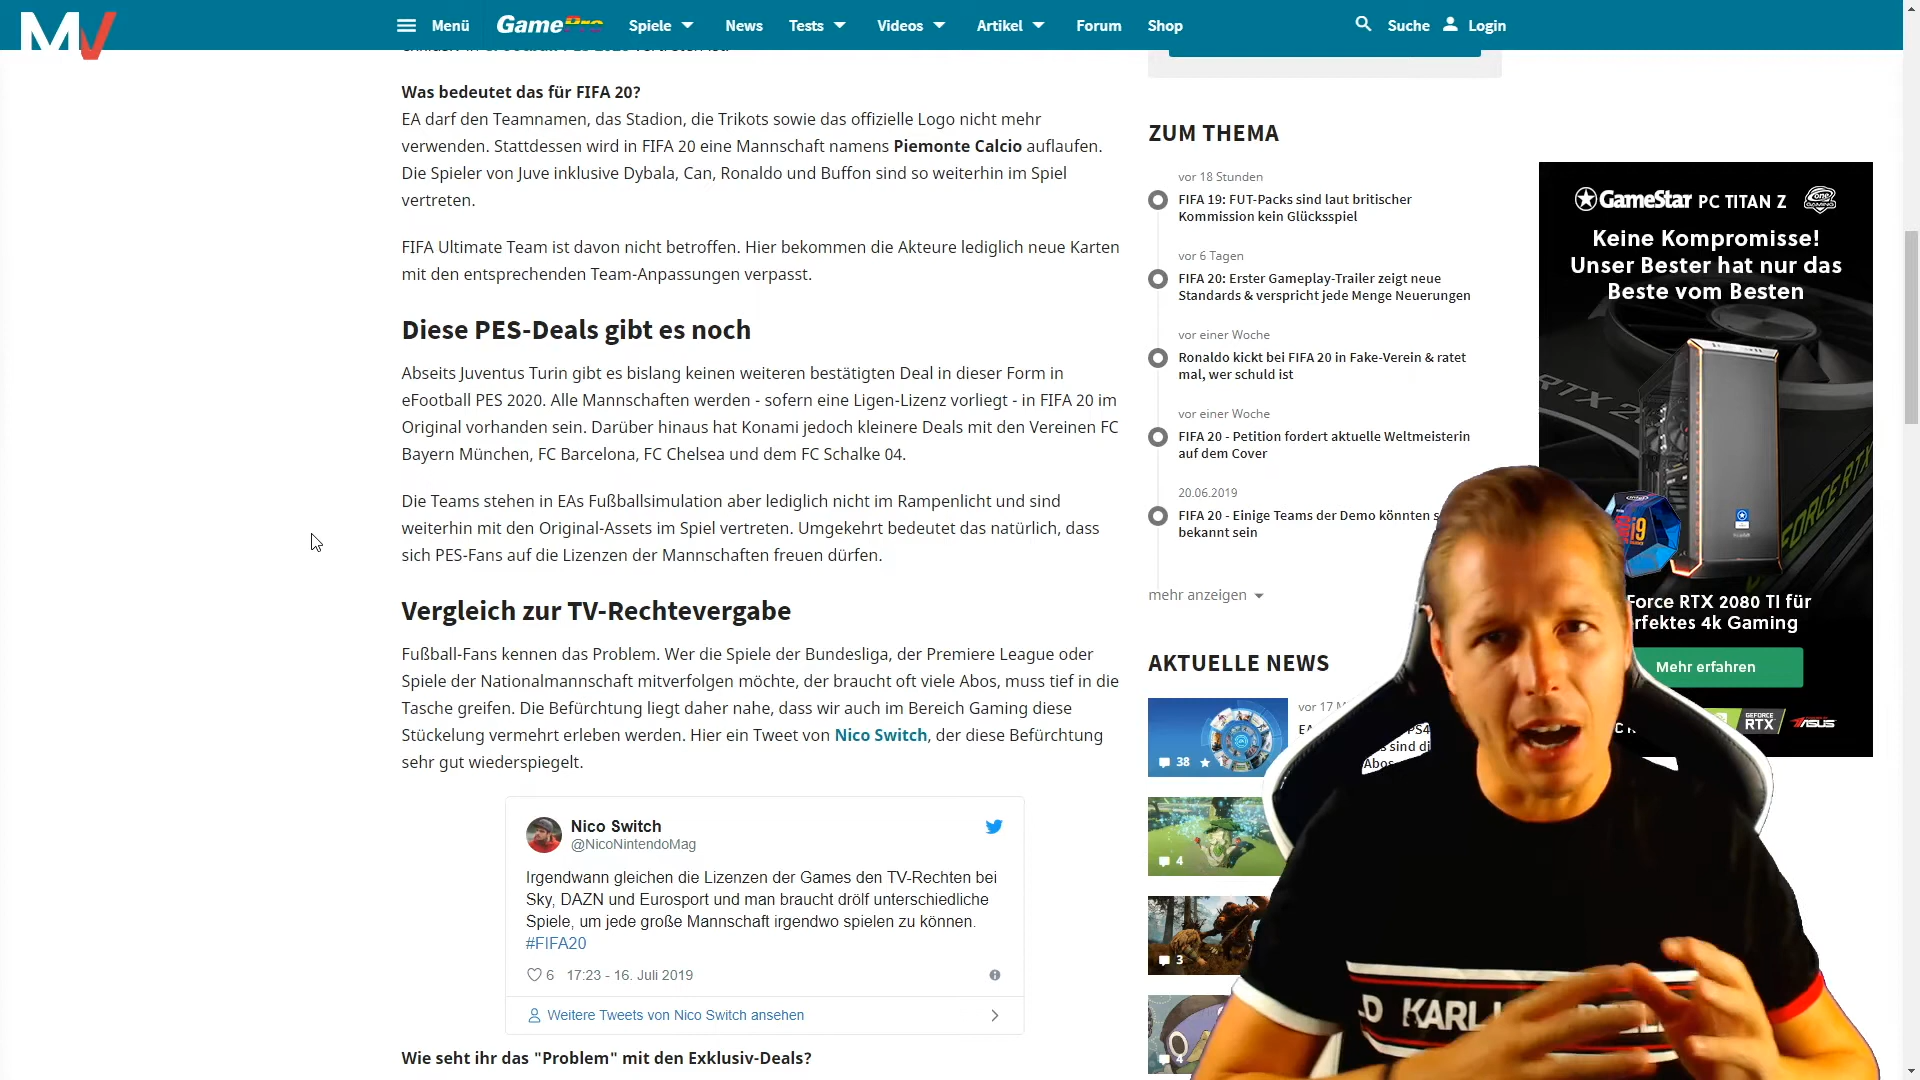 MV
Menü
GamePro
Spiele
News
Tests
Videos
Artikel
Forum
Shop
Suche
Login
Was bedeutet das für FIFA 20?
EA darf den Teamnamen, das Stadion, die Trikots sowie das offizielle Logo nicht mehr
verwenden. Stattdessen wird in FIFA 20 eine Mannschaft namens Piemonte Calcio auflaufen.
Die Spieler von Juve inklusive Dybala, Can, Ronaldo und Buffon sind so weiterhin im Spiel
vertreten.
FIFA Ultimate Team ist davon nicht betroffen. Hier bekommen die Akteure lediglich neue Karten
mit den entsprechenden Team-Anpassungen verpasst.
Diese PES-Deals gibt es noch
Abseits Juventus Turin gibt es bislang keinen weiteren bestätigten Deal in dieser Form in
eFootball PES 2020. Alle Mannschaften werden - sofern eine Ligen-Lizenz vorliegt - in FIFA 20 im
Original vorhanden sein. Darüber hinaus hat Konami jedoch kleinere Deals mit den Vereinen FC
Bayern München, FC Barcelona, FC Chelsea und dem FC Schalke 04.
Die Teams stehen in EAs Fußballsimulation aber lediglich nicht im Rampenlicht und sind
weiterhin mit den Original-Assets im Spiel vertreten. Umgekehrt bedeutet das natürlich, dass
sich PES-Fans auf die Lizenzen der Mannschaften freuen dürfen.
Vergleich zur TV-Rechtevergabe
Fußball-Fans kennen das Problem. Wer die Spiele der Bundesliga, der Premiere League oder
Spiele der Nationalmannschaft mitverfolgen möchte, der braucht oft viele Abos, muss tief in die
Tasche greifen. Die Befürchtung liegt daher nahe, dass wir auch im Bereich Gaming diese
Stückelung vermehrt erleben werden. Hier ein Tweet von Nico Switch, der diese Befürchtung
sehr gut wiederspiegelt.
Nico Switch
@NicoNintendoMag
Irgendwann gleichen die Lizenzen der Games den TV-Rechten bei
Sky, DAZN und Eurosport und man braucht drölf unterschiedliche
Spiele, um jede große Mannschaft irgendwo spielen zu können.
#FIFA20
6 17:23 - 16. Juli 2019
Weitere Tweets von Nico Switch ansehen
Wie seht ihr das "Problem" mit den Exklusiv-Deals?
ZUM THEMA
vor 18 Stunden
FIFA 19: FUT-Packs sind laut britischer
Kommission kein Glücksspiel
vor 6 Tagen
FIFA 20: Erster Gameplay-Trailer zeigt neue
Standards & verspricht jede Menge Neuerungen
vor einer Woche
Ronaldo kickt bei FIFA 20 in Fake-Verein & ratet
mal, wer schuld ist
vor einer Woche
FIFA 20 - Petition fordert aktuelle Weltmeisterin
auf dem Cover
20.06.2019
FIFA 20 - Einige Teams der Demo könnten
bekannt sein
mehr anzeigen
AKTUELLE NEWS
vor 17
PS4
sind
Abos
38
4
3
4
GameStar PC TITAN Z
Keine Kompromisse!
Unser Bester hat nur das
Beste vom Besten
i9
Force RTX 2080 TI für
4k Gaming
Mehr erfahren
GEFORCE
RTX
ASUS
KARL